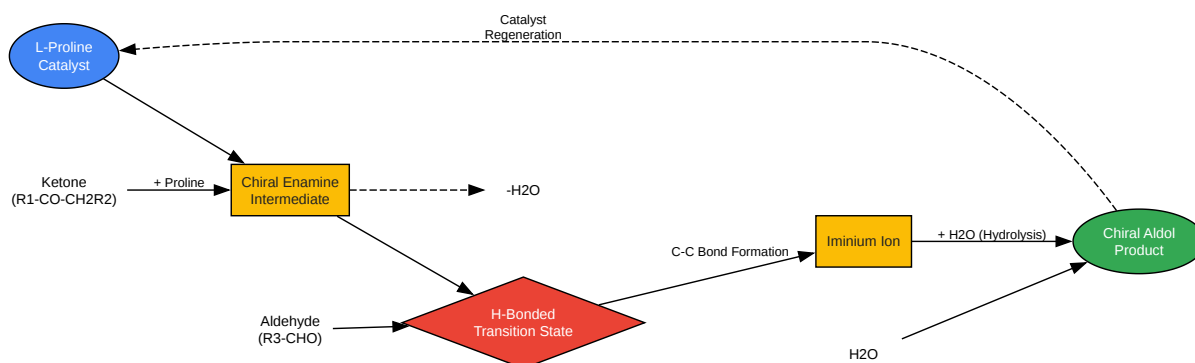 Catalyst
Regeneration
L-Proline
Catalyst
Ketone
(R1-CO-CH2R2)
+ Proline
Chiral Enamine
Intermediate
-H2O
Aldehyde
(R3-CHO)
H-Bonded
Transition State
C-C Bond Formation
Iminium Ion
+ H2O (Hydrolysis)
Chiral Aldol
Product
H2O